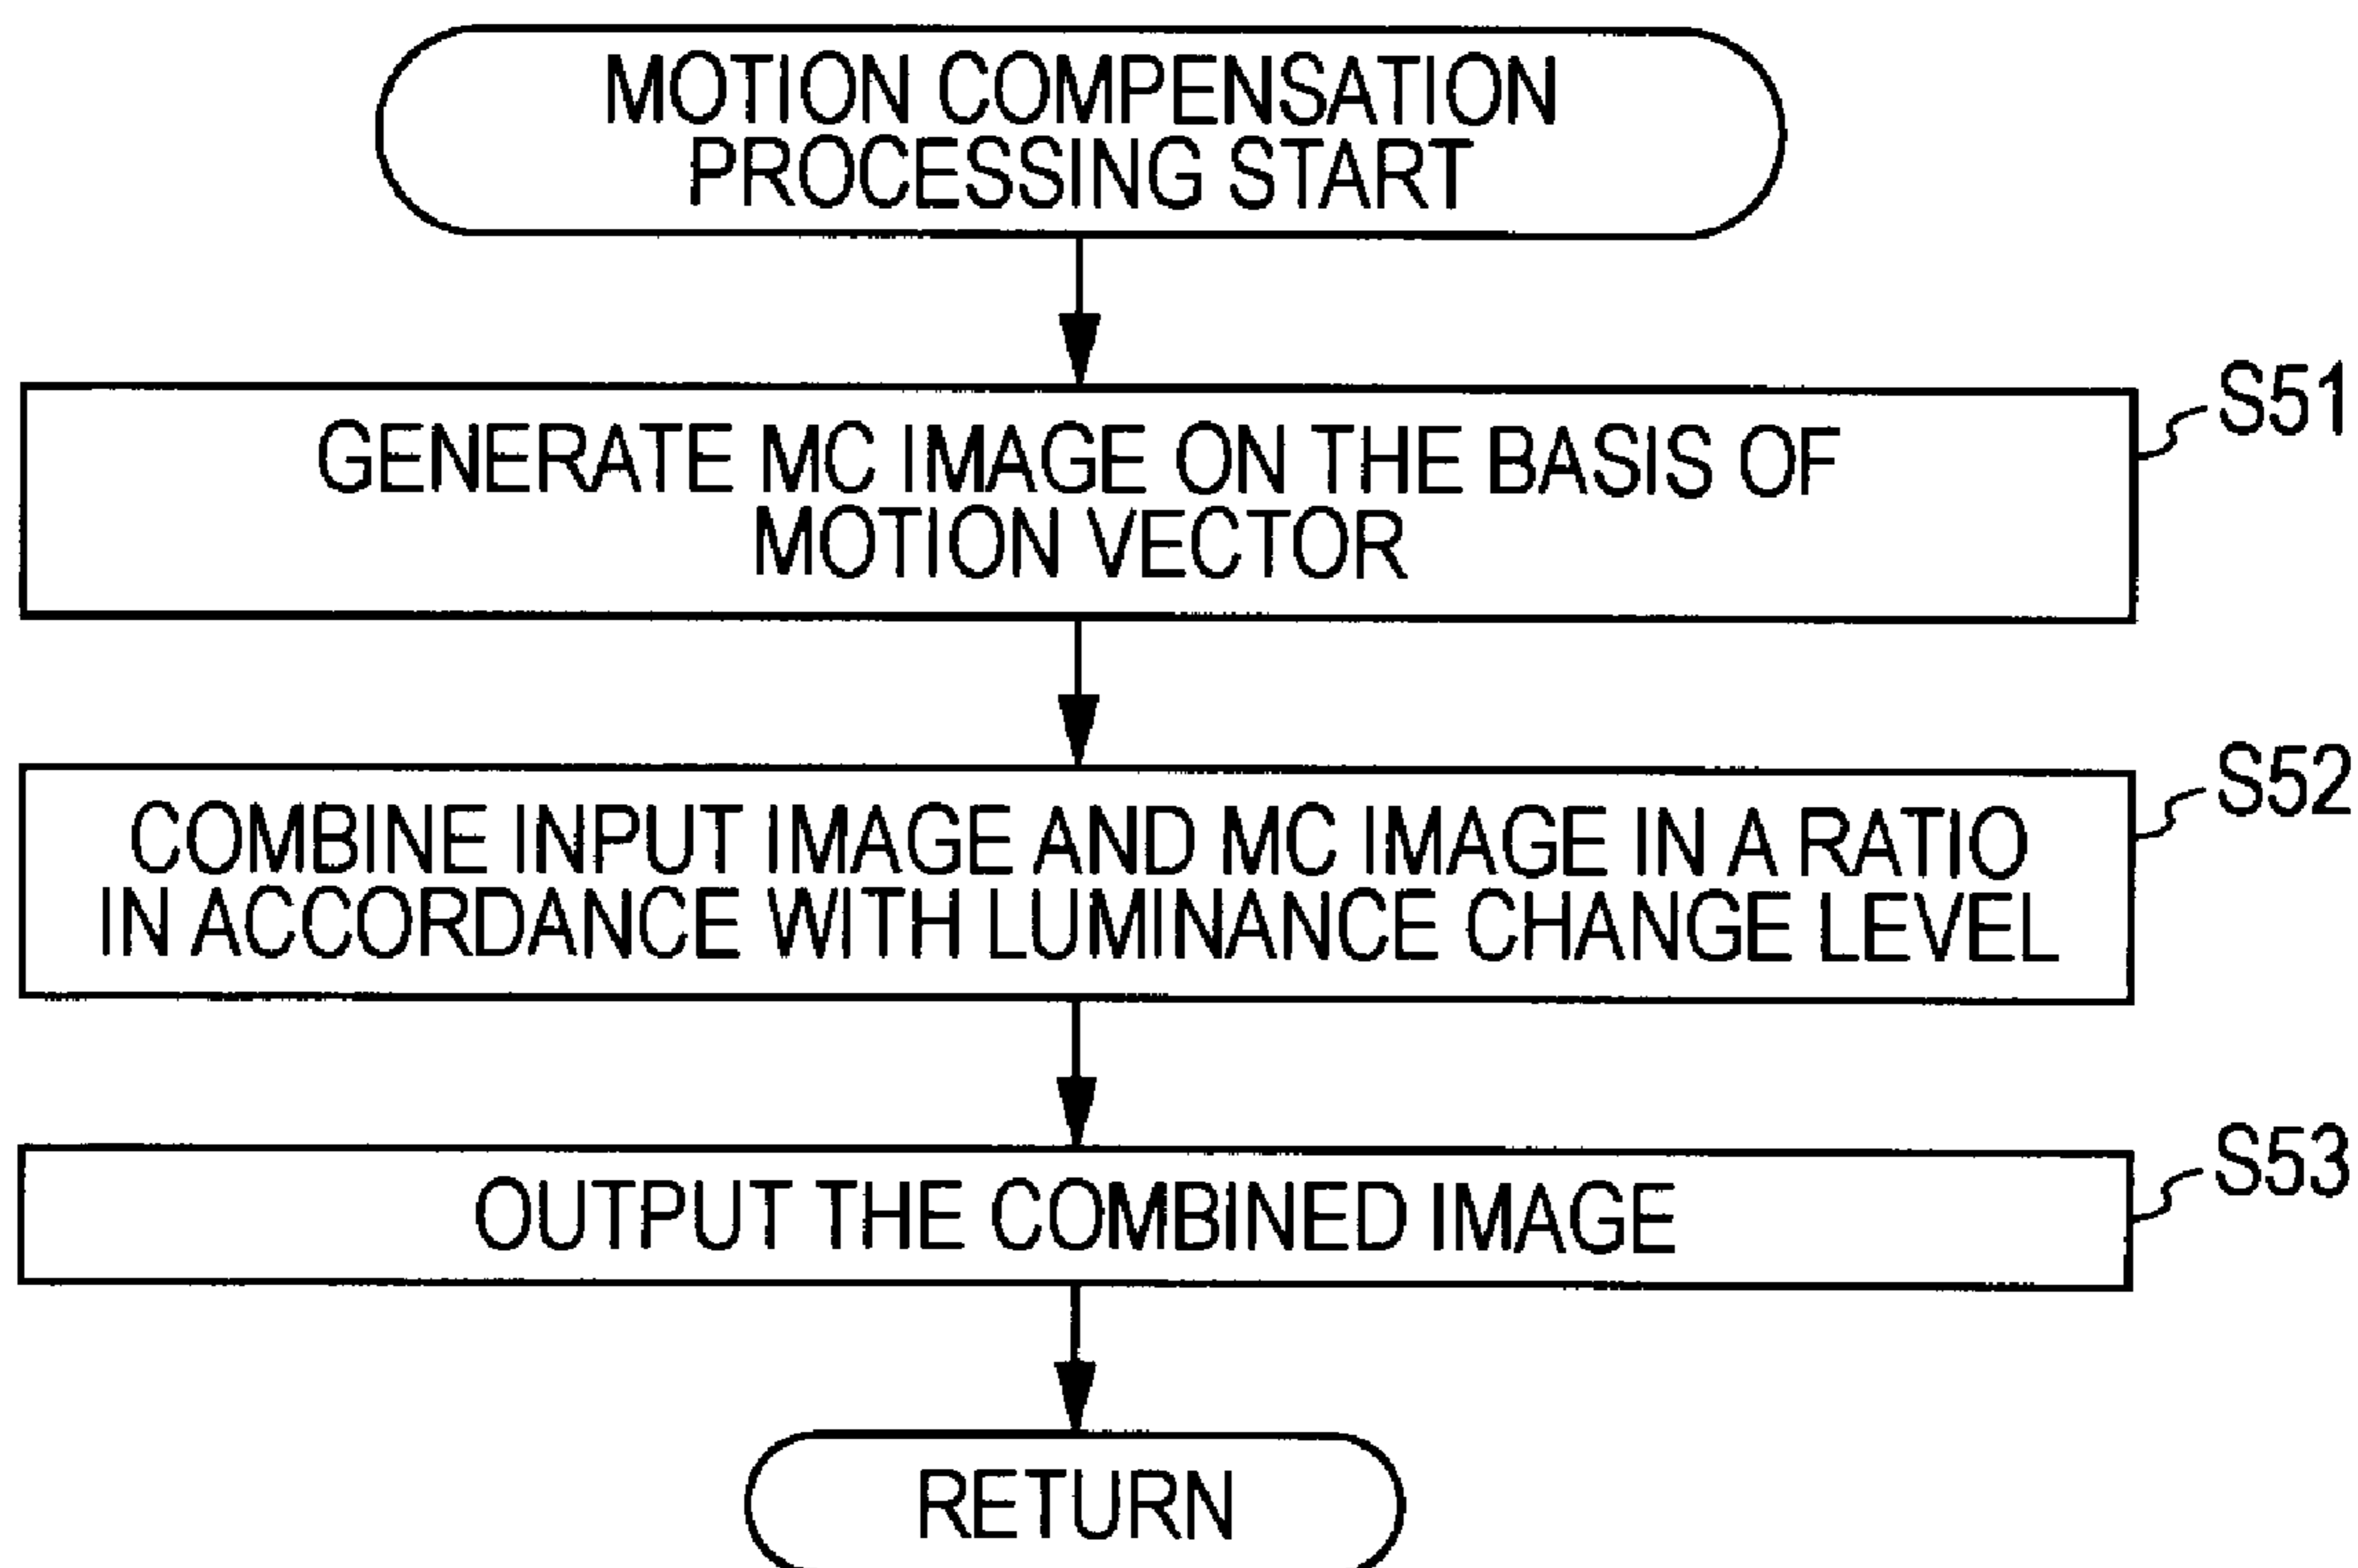 MOTION COMPENSATION
PROCESSING START
S51
GENERATE MC IMAGE ON THE BASIS OF
MOTION VECTOR
S52
COMBINE INPUT IMAGE AND MC IMAGE IN A RATIO
IN ACCORDANCE WITH LUMINANCE CHANGE LEVEL
S53
OUTPUT THE COMBINED IMAGE
RETURN